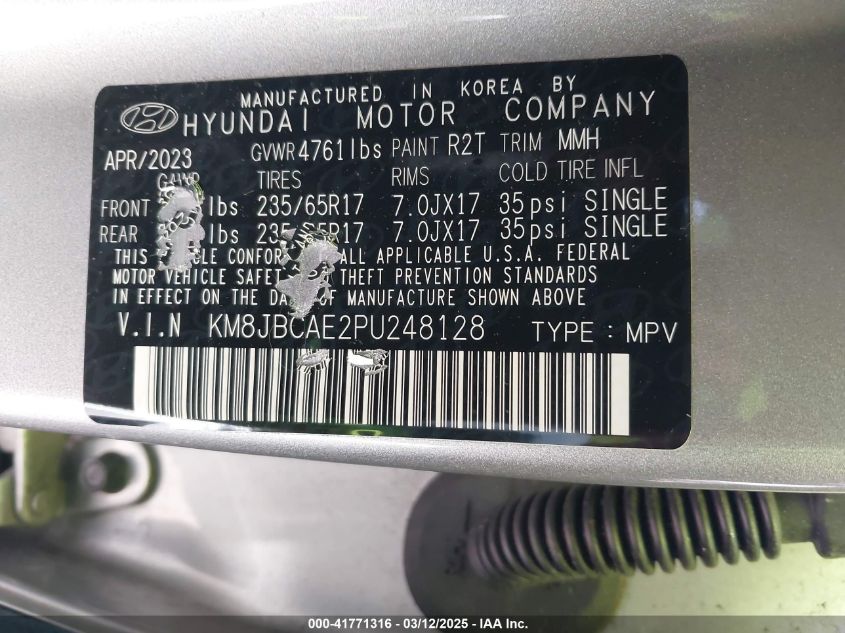 MANUFACTURED IN KOREA BY
HYUNDAI MOTOR COMPANY
APR/2023 GVWR 4761lbs PAINT R2T TRIM MMH
TIRES RIMS COLD TIRE INFL
FRONT lbs 235/65R17 7.0JX17 35psi SINGLE
REAR lbs 7.0JX17 35psi SINGLE
THIS ALL APPLICABLE U.S.A. FEDERAL
MOTOR VEHICLE THEFT PREVENTION STANDARDS
IN EFFECT ON THE OF MANUFACTURE SHOWN ABOVE
V.I.N KM8JBCAE2PU248128 TYPE : MPV
000-41771316 - 03/12/2025 - IAA Inc.